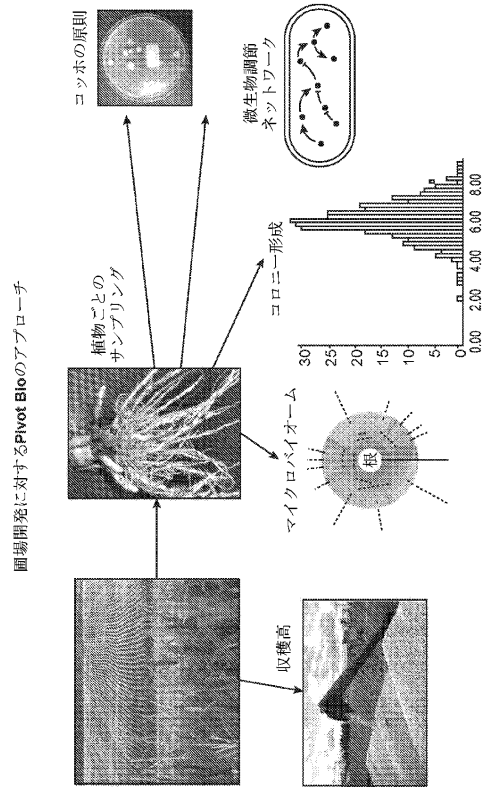 圃場開発に対するPivot Bioのアプローチ
植物ごとの
サンプリング
コッホの原則
微生物調節
ネットワーク
コロニー形成
30
25
20
15
10
5
0
0.00
2.00
4.00
6.00
8.00
マイクロバイオーム
根
収穫高